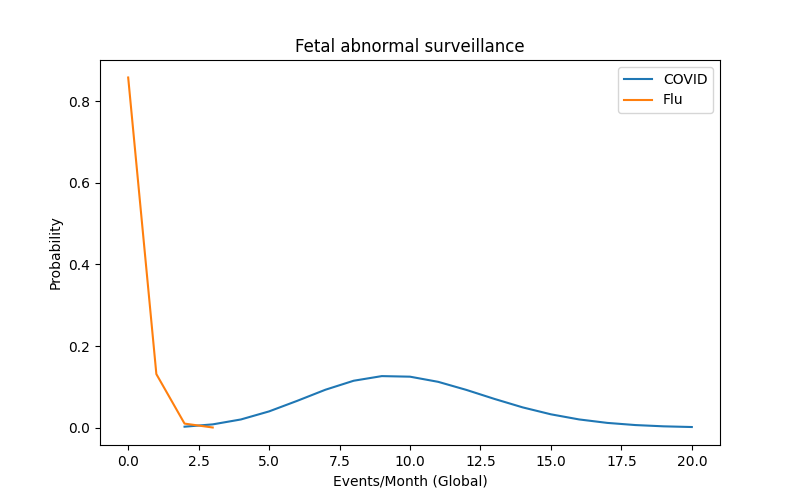 Fetal abnormal surveillance
COVID
Flu
Probability
0.8
0.6
0.4
0.2
0.0
0.0 2.5 5.0 7.5 10.0 12.5 15.0 17.5 20.0
Events/Month (Global)